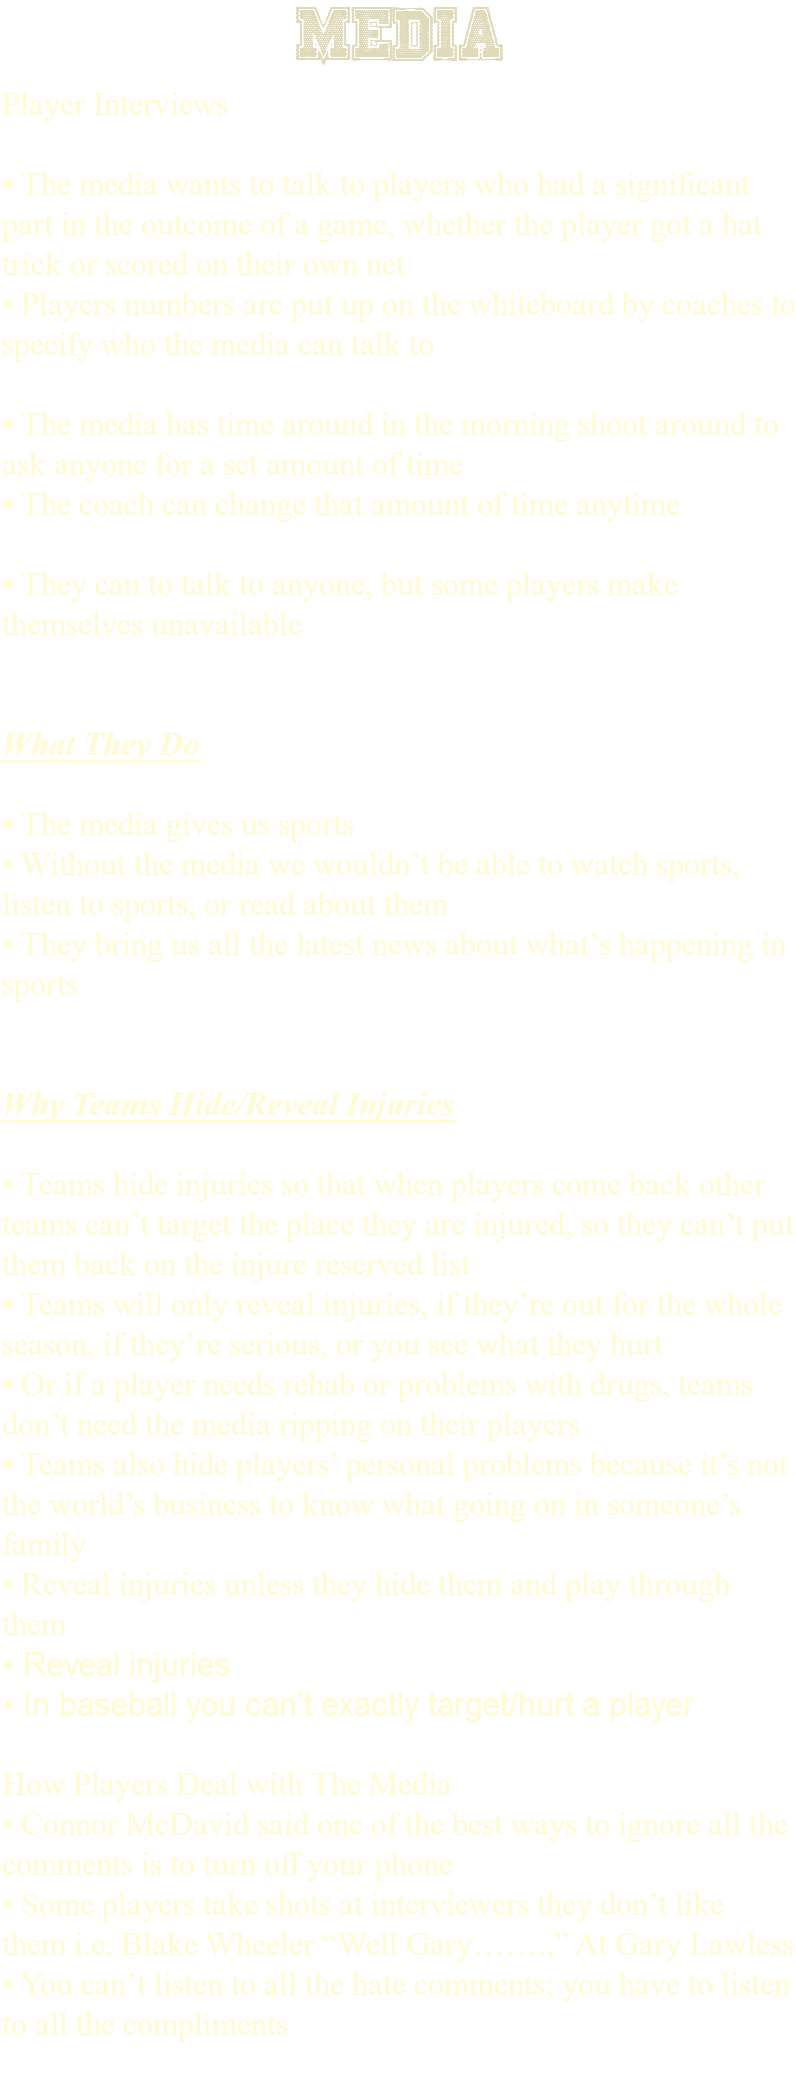 MEDIA
Player Interviews
• The media wants to talk to players who had a significant
part in the outcome of a game, whether the player got a hat
trick or scored on their own net
• Players numbers are put up on the whiteboard by coaches to
specify who the media can talk to
• The media has time around in the morning shoot around to
ask anyone for a set amount of time
• The coach can change that amount of time anytime
• They can to talk to anyone, but some players make
themselves unavailable
What They Do
• The media gives us sports
• Without the media we wouldn’t be able to watch sports,
listen to sports, or read about them
• They bring us all the latest news about what’s happening in
sports
Why Teams Hide/Reveal Injuries
• Teams hide injuries so that when players come back other
teams can’t target the place they are injured, so they can’t put
them back on the injure reserved list
• Teams will only reveal injuries, if they’re out for the whole
season, if they’re serious, or you see what they hurt
• Or if a player needs rehab or problems with drugs, teams
don’t need the media ripping on their players
• Teams also hide players’ personal problems because it’s not
the world’s business to know what going on in someone’s
family
• Reveal injuries unless they hide them and play through
them
• Reveal injuries
• In baseball you can’t exactly target/hurt a player
How Players Deal with The Media
• Connor McDavid said one of the best ways to ignore all the
comments is to turn off your phone
• Some players take shots at interviewers they don’t like
them i.e. Blake Wheeler “Well Gary…….,” At Gary Lawless
• You can’t listen to all the hate comments; you have to listen
to all the compliments